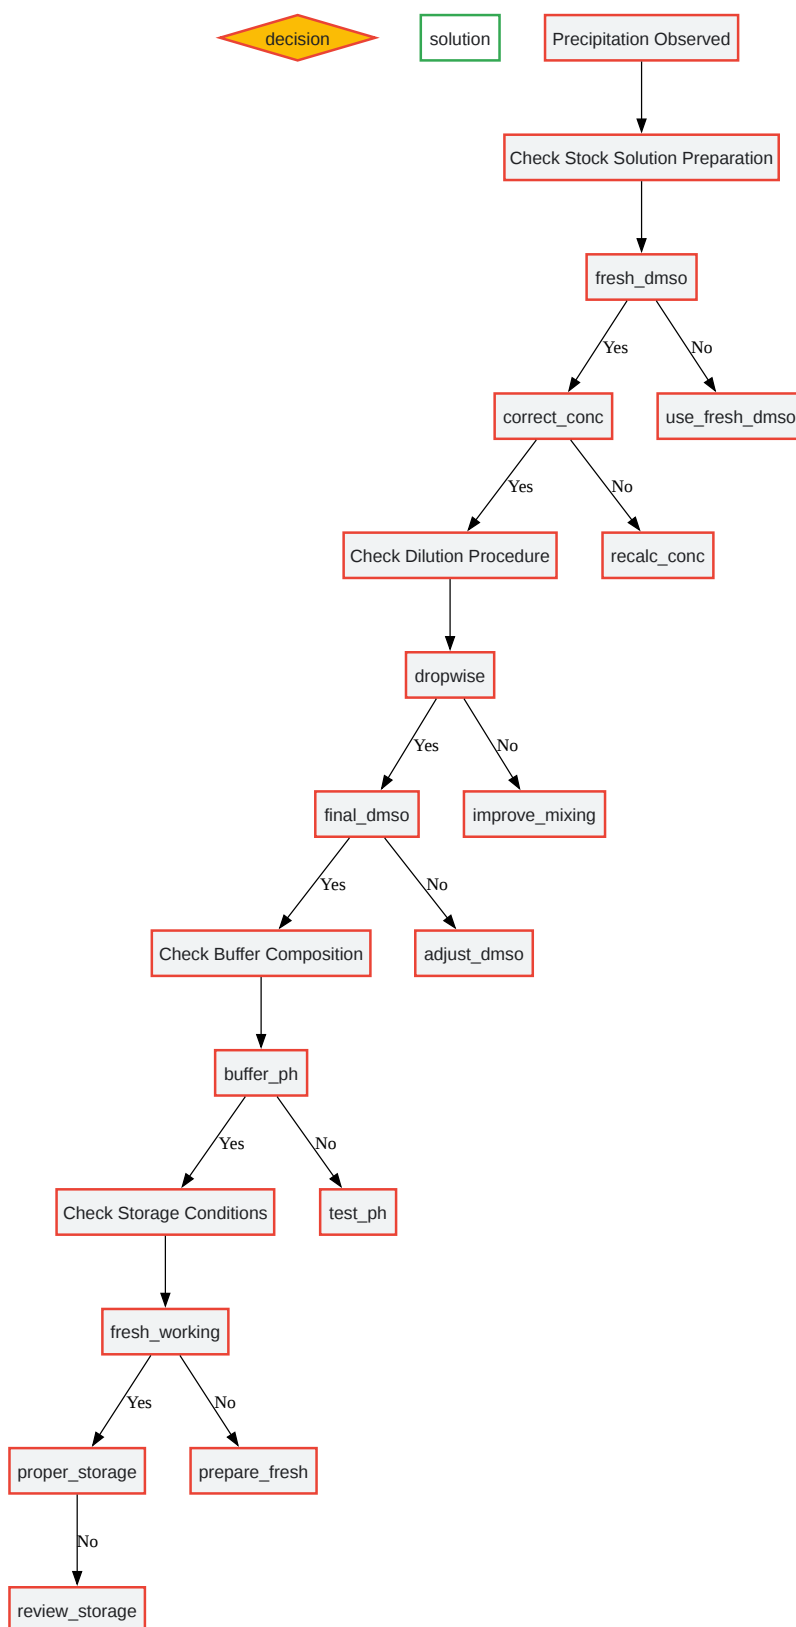 decision
solution
Precipitation Observed
Check Stock Solution Preparation
fresh_dmso
Yes
No
correct_conc
use_fresh_dmso
Yes
No
Check Dilution Procedure
recalc_conc
dropwise
Yes
No
final_dmso
improve_mixing
Yes
No
Check Buffer Composition
adjust_dmso
buffer_ph
Yes
No
Check Storage Conditions
test_ph
fresh_working
Yes
No
proper_storage
prepare_fresh
No
review_storage